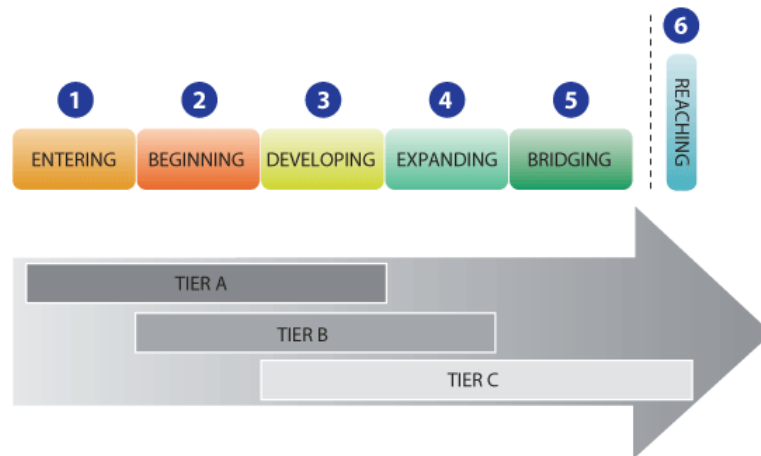 6
1 2 3 4 5
REACHING
ENTERING BEGINNING DEVELOPING EXPANDING BRIDGING
TIER A
TIER B
TIER C